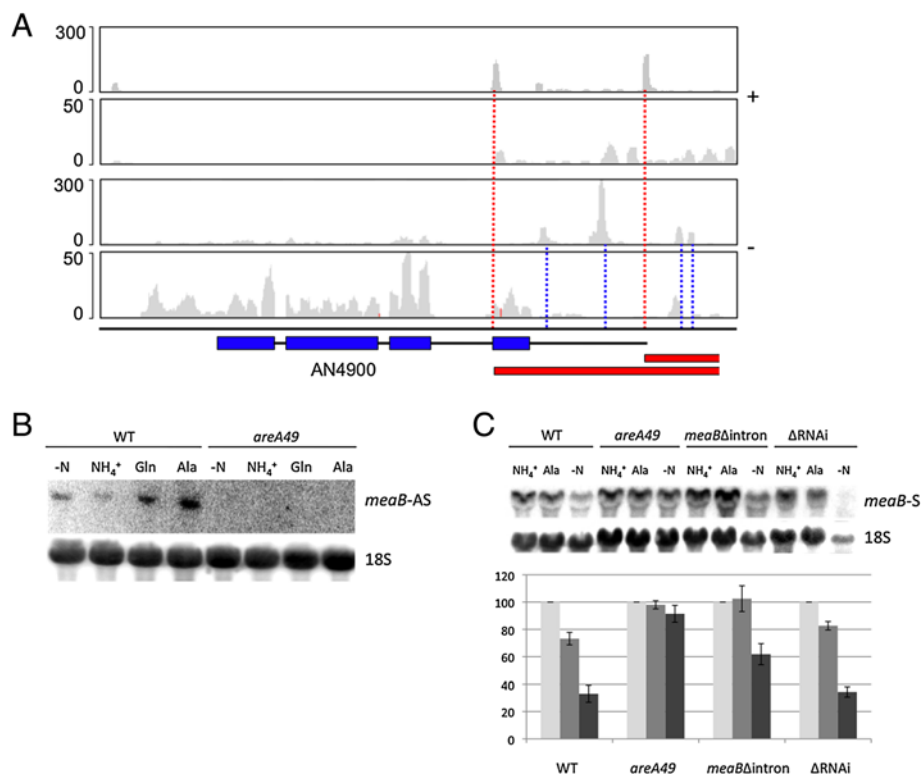 A
300
0
50
0
+
300
0
50
0
-
AN4900
B
WT areA49
-N NH₄⁺ Gln Ala -N NH₄⁺ Gln Ala
meaB-AS
18S
C
WT areA49 meaBΔintron ΔRNAi
NH₄⁺ Ala -N NH₄⁺ Ala -N NH₄⁺ Ala -N NH₄⁺ Ala -N
meaB-S
18S
120
100
80
60
40
20
0
WT areA49 meaBΔintron ΔRNAi